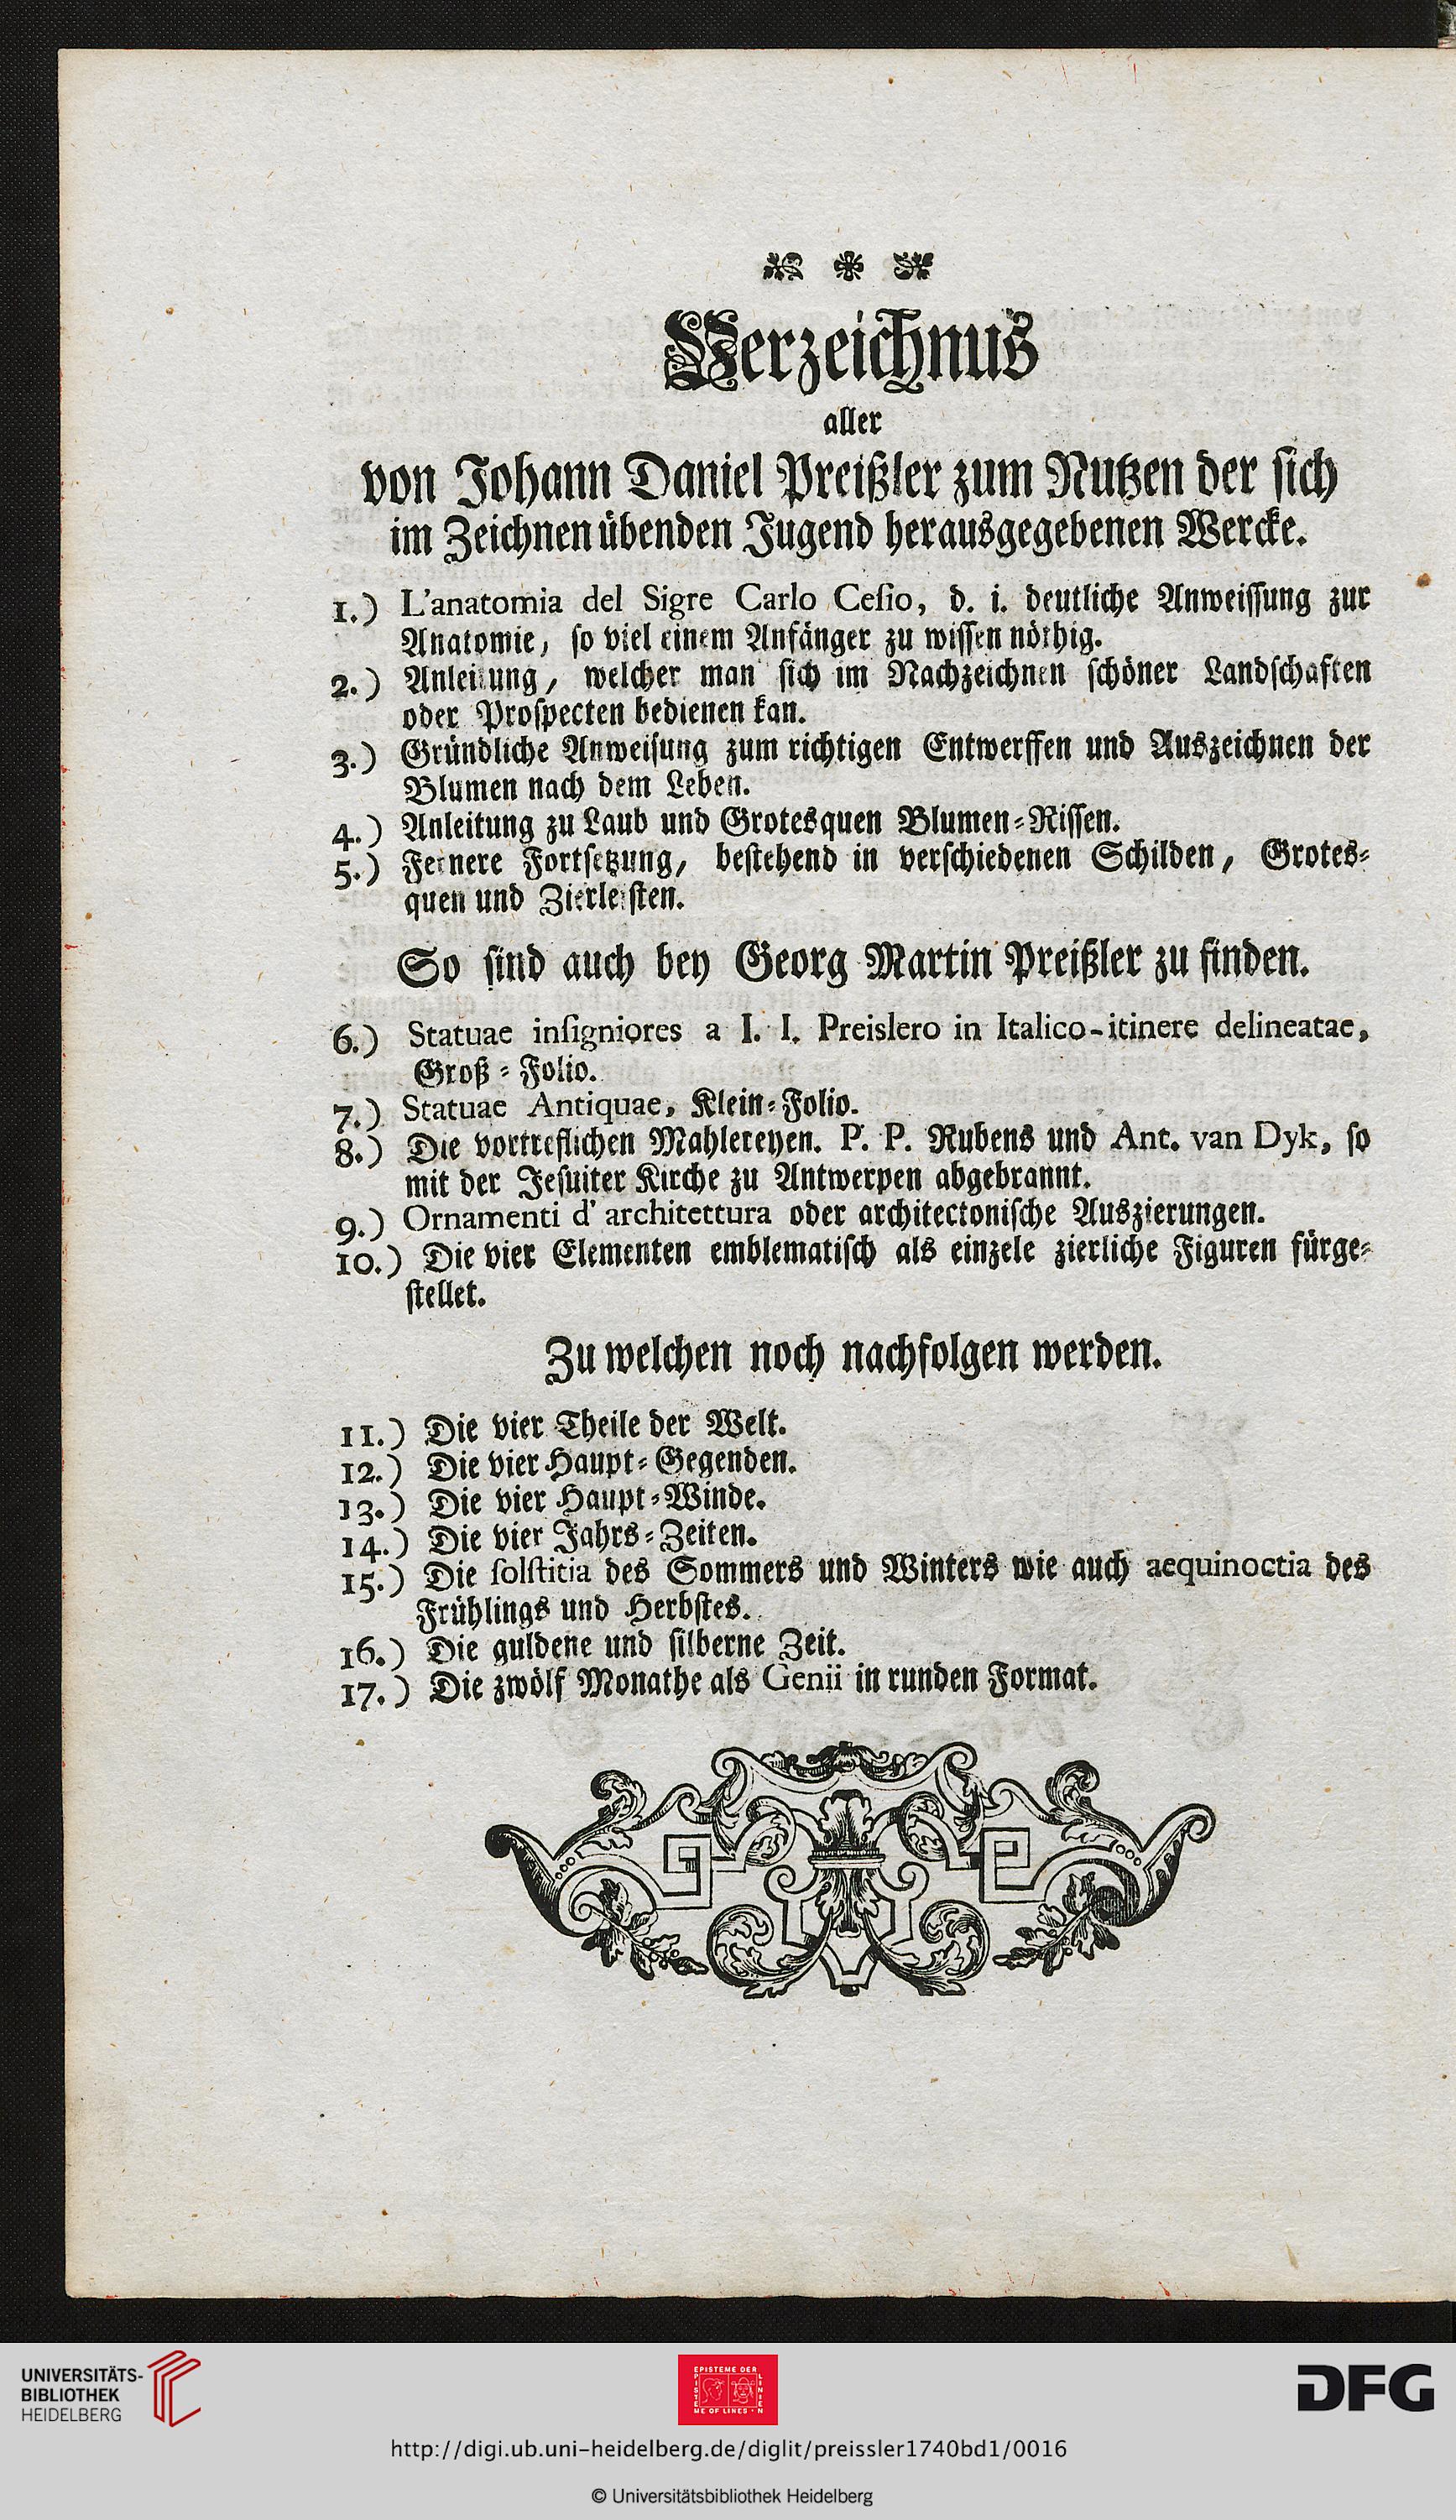 Verzeichnus
aller
von Johann Daniel Preißler zum Nutzen der sich
im Zeichnen übenden Jugend herausgegebenen Wercke.
1.) L'anatomia del Sigre Carlo Cesio, d. i. deutliche Anweissung zur
Anatomie, so viel einem Anfänger zu wissen nöthig.
2.) Anleitung, welcher man sich im Nachzeichnen schöner Landschaften
oder Prospecten bedienen kan.
3.) Gründliche Anweisung zum richtigen Entwerffen und Auszeichnen der
Blumen nach dem Leben.
4.) Anleitung zu Laub und Grotesquen Blumen-Rissen.
5.) Fernere Fortsetzung, bestehend in verschiedenen Schilden, Grotes-
quen und Zierleisten.
So sind auch bey Georg Martin Preißler zu finden.
6.) Statuae insigniores a I. I. Preislero in Italico-itinere delineatae,
Groß-Folio.
7.) Statuae Antiquae, Klein-Folio.
8.) Die vortreflichen Mahlereyen. P. P. Rubens und Ant. van Dyk, so
mit der Jesuiter Kirche zu Antwerpen abgebrannt.
9.) Ornamenti d' architettura oder architectonische Auszierungen.
10.) Die vier Elementen emblematisch als einzele zierliche Figuren fürge-
stellet.
Zu welchen noch nachfolgen werden.
11.) Die vier Theile der Welt.
12.) Die vier Haupt-Gegenden.
13.) Die vier Haupt-Winde.
14.) Die vier Jahrs-Zeiten.
15.) Die solstitia des Sommers und Winters wie auch aequinoctia des
Frühlings und Herbstes.
16.) Die guldene und silberne Zeit.
17.) Die zwölf Monathe als Genii in runden Format.
UNIVERSITÄTS-
BIBLIOTHEK
HEIDELBERG
EPISTEME DER
LINIEN
EPISTE
ME OF LINES
DFG
http://digi.ub.uni-heidelberg.de/diglit/preissler1740bd1/0016
© Universitätsbibliothek Heidelberg